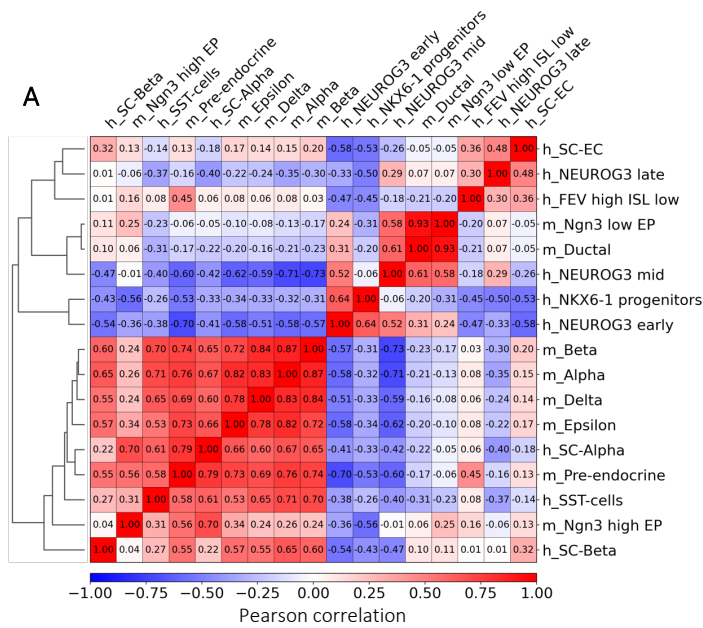 A
h_SC-Beta
m_Ngn3 high EP
h_SST-cells
m_Pre-endocrine
h_SC-Alpha
m_Epsilon
m_Delta
m_Alpha
m_Beta
h_NEUROG3 early
h_NKX6-1 progenitors
h_NEUROG3 mid
m_Ductal
m_Ngn3 low EP
h_FEV high ISL low
h_NEUROG3 late
h_SC-EC
0.32 0.13 -0.14 0.13 -0.18 0.17 0.14 0.15 0.20 -0.58 -0.53 -0.26 -0.05 -0.05 0.36 0.48 1.00 h_SC-EC
0.01 -0.06 -0.37 -0.16 -0.40 -0.22 -0.24 -0.35 -0.30 -0.33 -0.50 0.29 0.07 0.07 0.30 1.00 0.48 h_NEUROG3 late
0.01 0.16 0.08 0.45 0.06 0.08 0.06 0.08 0.03 -0.47 -0.45 -0.18 -0.21 -0.20 1.00 0.30 0.36 h_FEV high ISL low
0.11 0.25 -0.23 -0.06 -0.05 -0.10 -0.08 -0.13 -0.17 0.24 -0.31 0.58 0.93 1.00 -0.20 0.07 -0.05 m_Ngn3 low EP
0.10 0.06 -0.31 -0.17 -0.22 -0.20 -0.16 -0.21 -0.23 0.31 -0.20 0.61 1.00 0.93 -0.21 0.07 -0.05 m_Ductal
-0.47 -0.01 -0.40 -0.60 -0.42 -0.62 -0.59 -0.71 -0.73 0.52 -0.06 1.00 0.61 0.58 -0.18 0.29 -0.26 h_NEUROG3 mid
-0.43 -0.56 -0.26 -0.53 -0.33 -0.34 -0.33 -0.32 -0.31 0.64 1.00 -0.06 -0.20 -0.31 -0.45 -0.50 -0.53 h_NKX6-1 progenitors
-0.54 -0.36 -0.38 -0.70 -0.41 -0.58 -0.51 -0.58 -0.57 1.00 0.64 0.52 0.31 0.24 -0.47 -0.33 -0.58 h_NEUROG3 early
0.60 0.24 0.70 0.74 0.65 0.72 0.84 0.87 1.00 -0.57 -0.31 -0.73 -0.23 -0.17 0.03 -0.30 0.20 m_Beta
0.65 0.26 0.71 0.76 0.67 0.82 0.83 1.00 0.87 -0.58 -0.32 -0.71 -0.21 -0.13 0.08 -0.35 0.15 m_Alpha
0.55 0.24 0.65 0.69 0.60 0.78 1.00 0.83 0.84 -0.51 -0.33 -0.59 -0.16 -0.08 0.06 -0.24 0.14 m_Delta
0.57 0.34 0.53 0.73 0.66 1.00 0.78 0.82 0.72 -0.58 -0.34 -0.62 -0.20 -0.10 0.08 -0.22 0.17 m_Epsilon
0.22 0.70 0.61 0.79 1.00 0.66 0.60 0.67 0.65 -0.41 -0.33 -0.42 -0.22 -0.05 0.06 -0.40 -0.18 h_SC-Alpha
0.55 0.56 0.58 1.00 0.79 0.73 0.69 0.76 0.74 -0.70 -0.53 -0.60 -0.17 -0.06 0.45 -0.16 0.13 m_Pre-endocrine
0.27 0.31 1.00 0.58 0.61 0.53 0.65 0.71 0.70 -0.38 -0.26 -0.40 -0.31 -0.23 0.08 -0.37 -0.14 h_SST-cells
0.04 1.00 0.31 0.56 0.70 0.34 0.24 0.26 0.24 -0.36 -0.56 -0.01 0.06 0.25 0.16 -0.06 0.13 m_Ngn3 high EP
1.00 0.04 0.27 0.55 0.22 0.57 0.55 0.65 0.60 -0.54 -0.43 -0.47 0.10 0.11 0.01 0.01 0.32 h_SC-Beta
−1.00 −0.75 −0.50 −0.25 0.00 0.25 0.50 0.75 1.00
Pearson correlation